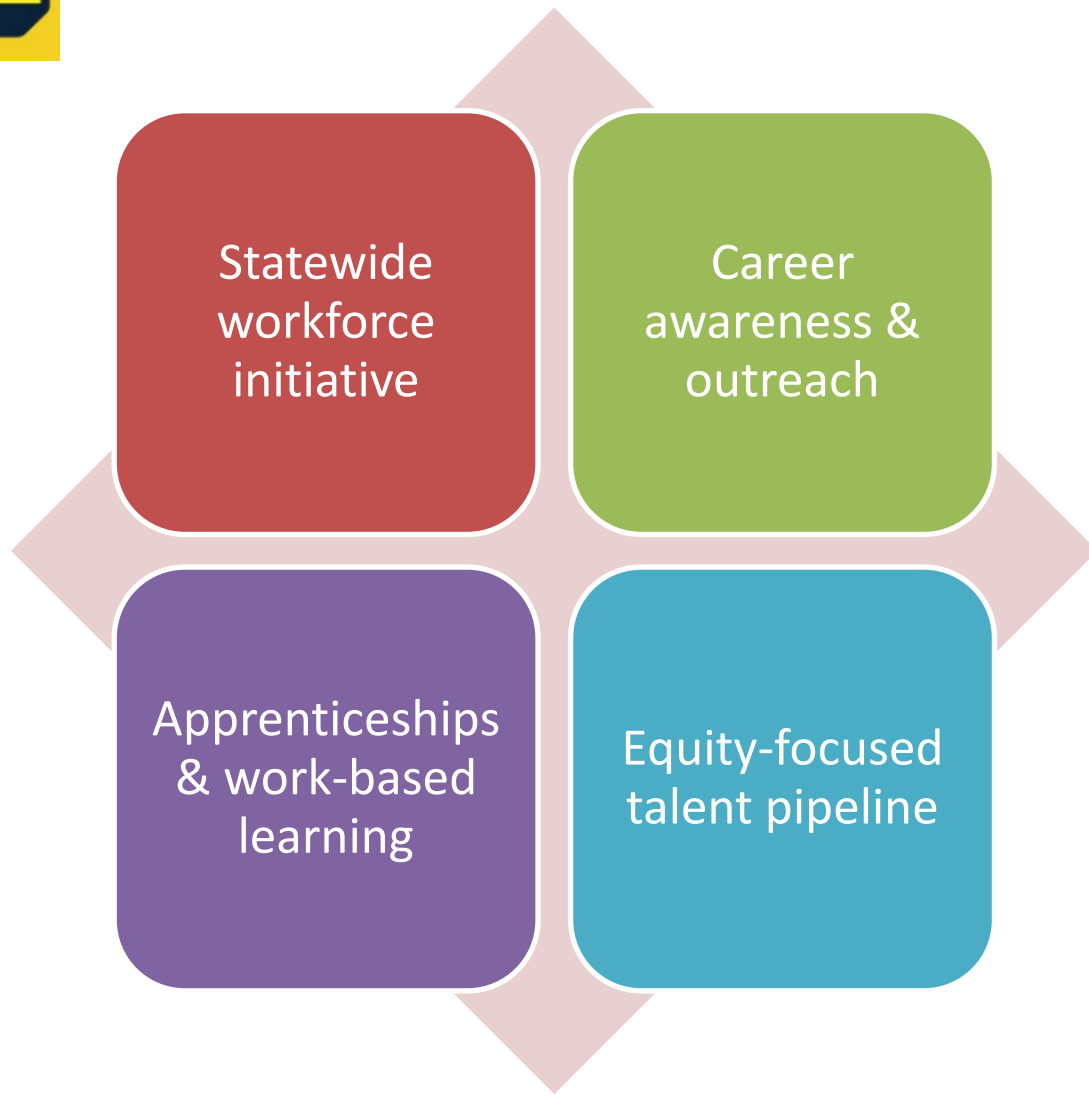 Statewide
workforce
initiative
Career
awareness &
outreach
Apprenticeships
& work-based
learning
Equity-focused
talent pipeline